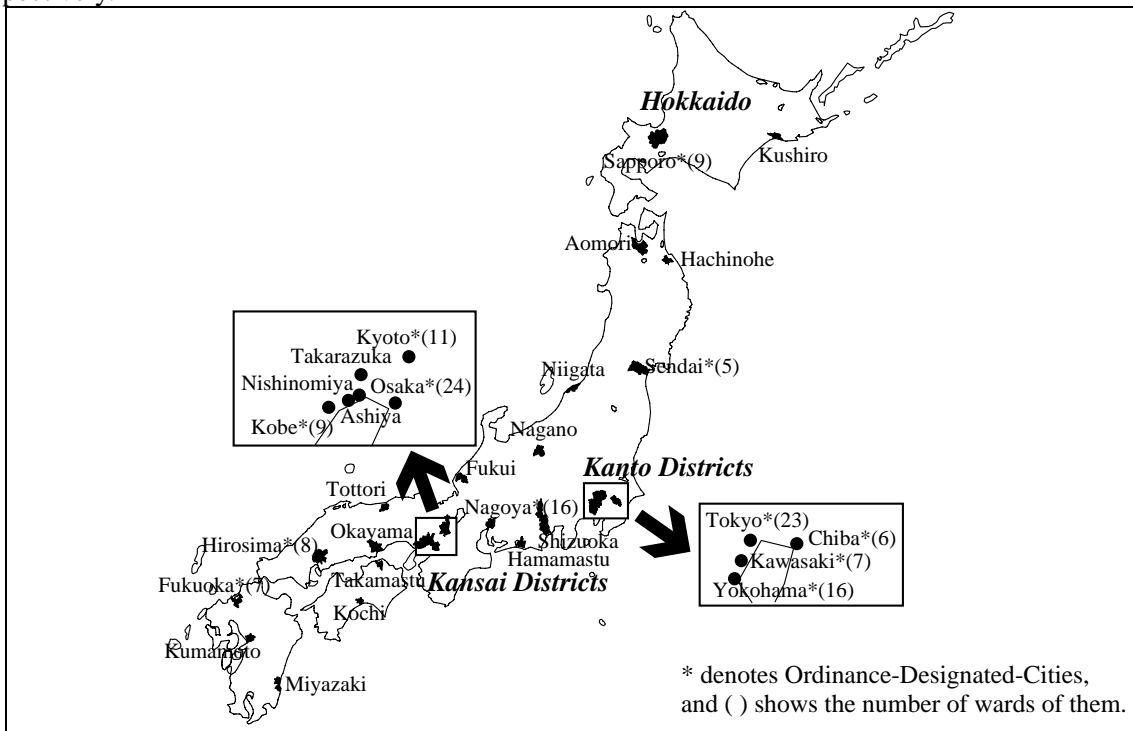 Hokkaido
Sapporo*(9)
Kushiro
Aomori
Hachinohe
Kyoto*(11)
Takarazuka
Nishinomiya
Osaka*(24)
Ashiya
Kobe*(9)
Niigata
Sendai*(5)
Nagano
Fukui
Kanto Districts
Tottori
Nagoya*(16)
Okayama
Shizuoka
Hirosima*(8)
Hamamastu
Takamastu
Kansai Districts
Fukuoka*(7)
Kochi
Kumamoto
Miyazaki
Tokyo*(23)
Chiba*(6)
Kawasaki*(7)
Yokohama*(16)
* denotes Ordinance-Designated-Cities,
and ( ) shows the number of wards of them.